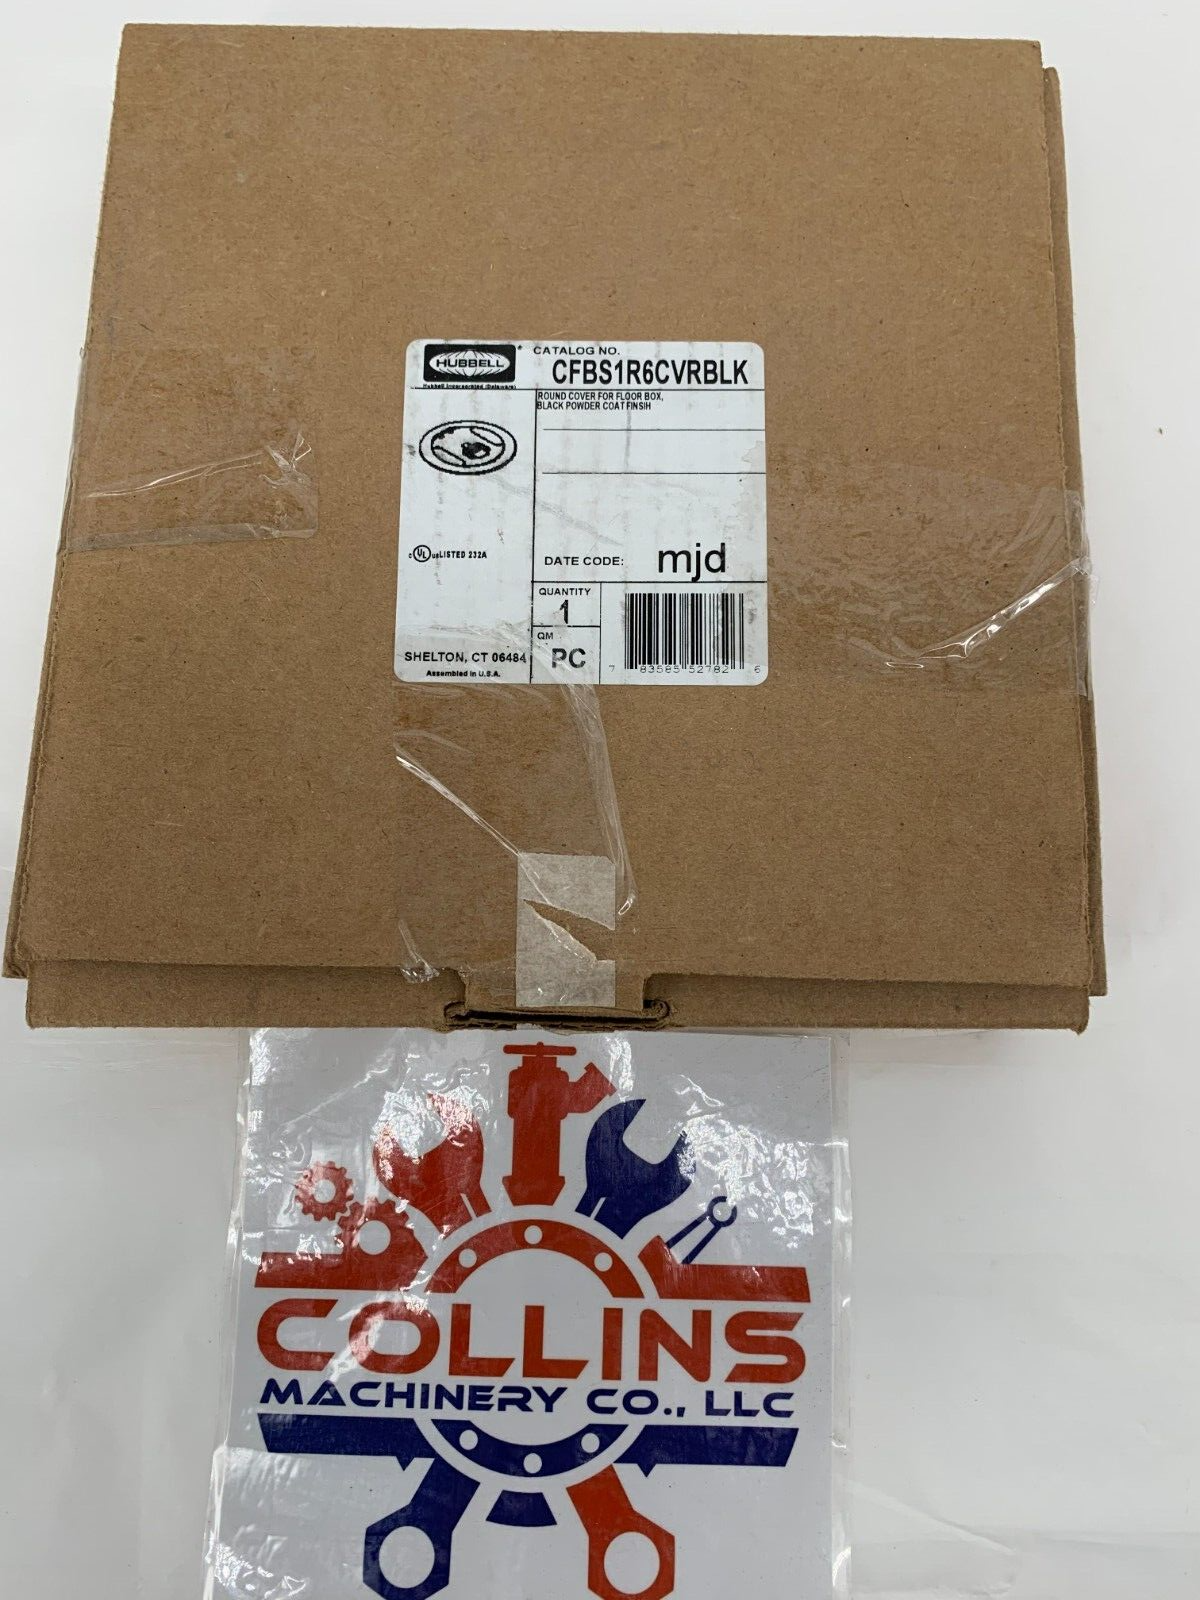 HUBBELL
Hubbell Incorporated (Delaware)
CATALOG NO.
CFBS1R6CVRBLK
ROUND COVER FOR FLOOR BOX,
BLACK POWDER COAT FINSIH
c UL us LISTED 232A
DATE CODE: mjd
QUANTITY
1
QM
PC
SHELTON, CT 06484
Assembled in U.S.A.
7 83585 52782 6
COLLINS
MACHINERY CO., LLC